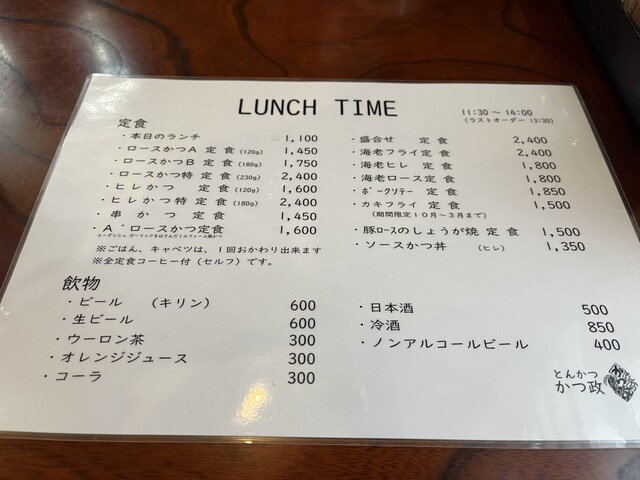 LUNCH TIME
11:30 ～ 14:00
(ラストオーダー 13:30)
定食
・本日のランチ 1,100
・ロースかつA 定 食 (120g) 1,450
・ロースかつB 定 食 (180g) 1,750
・ロースかつ特 定 食 (230g) 2,400
・ヒレかつ 定 食 (120g) 1,600
・ヒレかつ特 定 食 (180g) 2,400
・串 か つ 定 食 1,450
・A゛ロースかつ定食 1,600
※ごはん、キャベツは、１回おかわり出来ます
※全定食コーヒー付（セルフ）です。
・盛合せ 定 食 2,400
・海老フライ 定 食 2,400
・海老ヒレ 定 食 1,800
・海老ロース 定 食 1,800
・ﾎﾟｰｸｿﾃｰ 定 食 1,850
・カキフライ 定 食 1,500
（期間限定１０月～３月まで）
・豚ﾛｰｽのしょうが焼 定 食 1,500
・ソースかつ丼 （ヒレ） 1,350
飲物
・ビール （キリン） 600
・生ビール 600
・ウーロン茶 300
・オレンジジュース 300
・コーラ 300
・日本酒 500
・冷酒 850
・ノンアルコールビール 400
とんかつ
かつ政